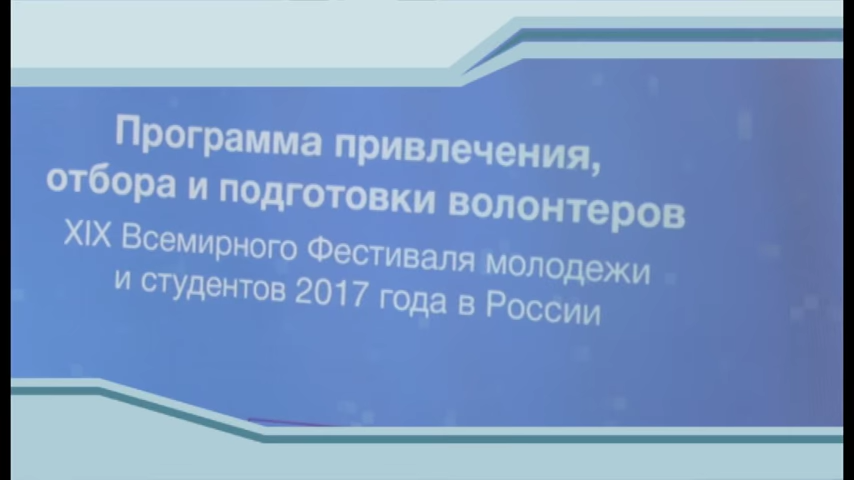 Программа привлечения,
отбора и подготовки волонтеров
XIX Всемирного Фестиваля молодежи
и студентов 2017 года в России